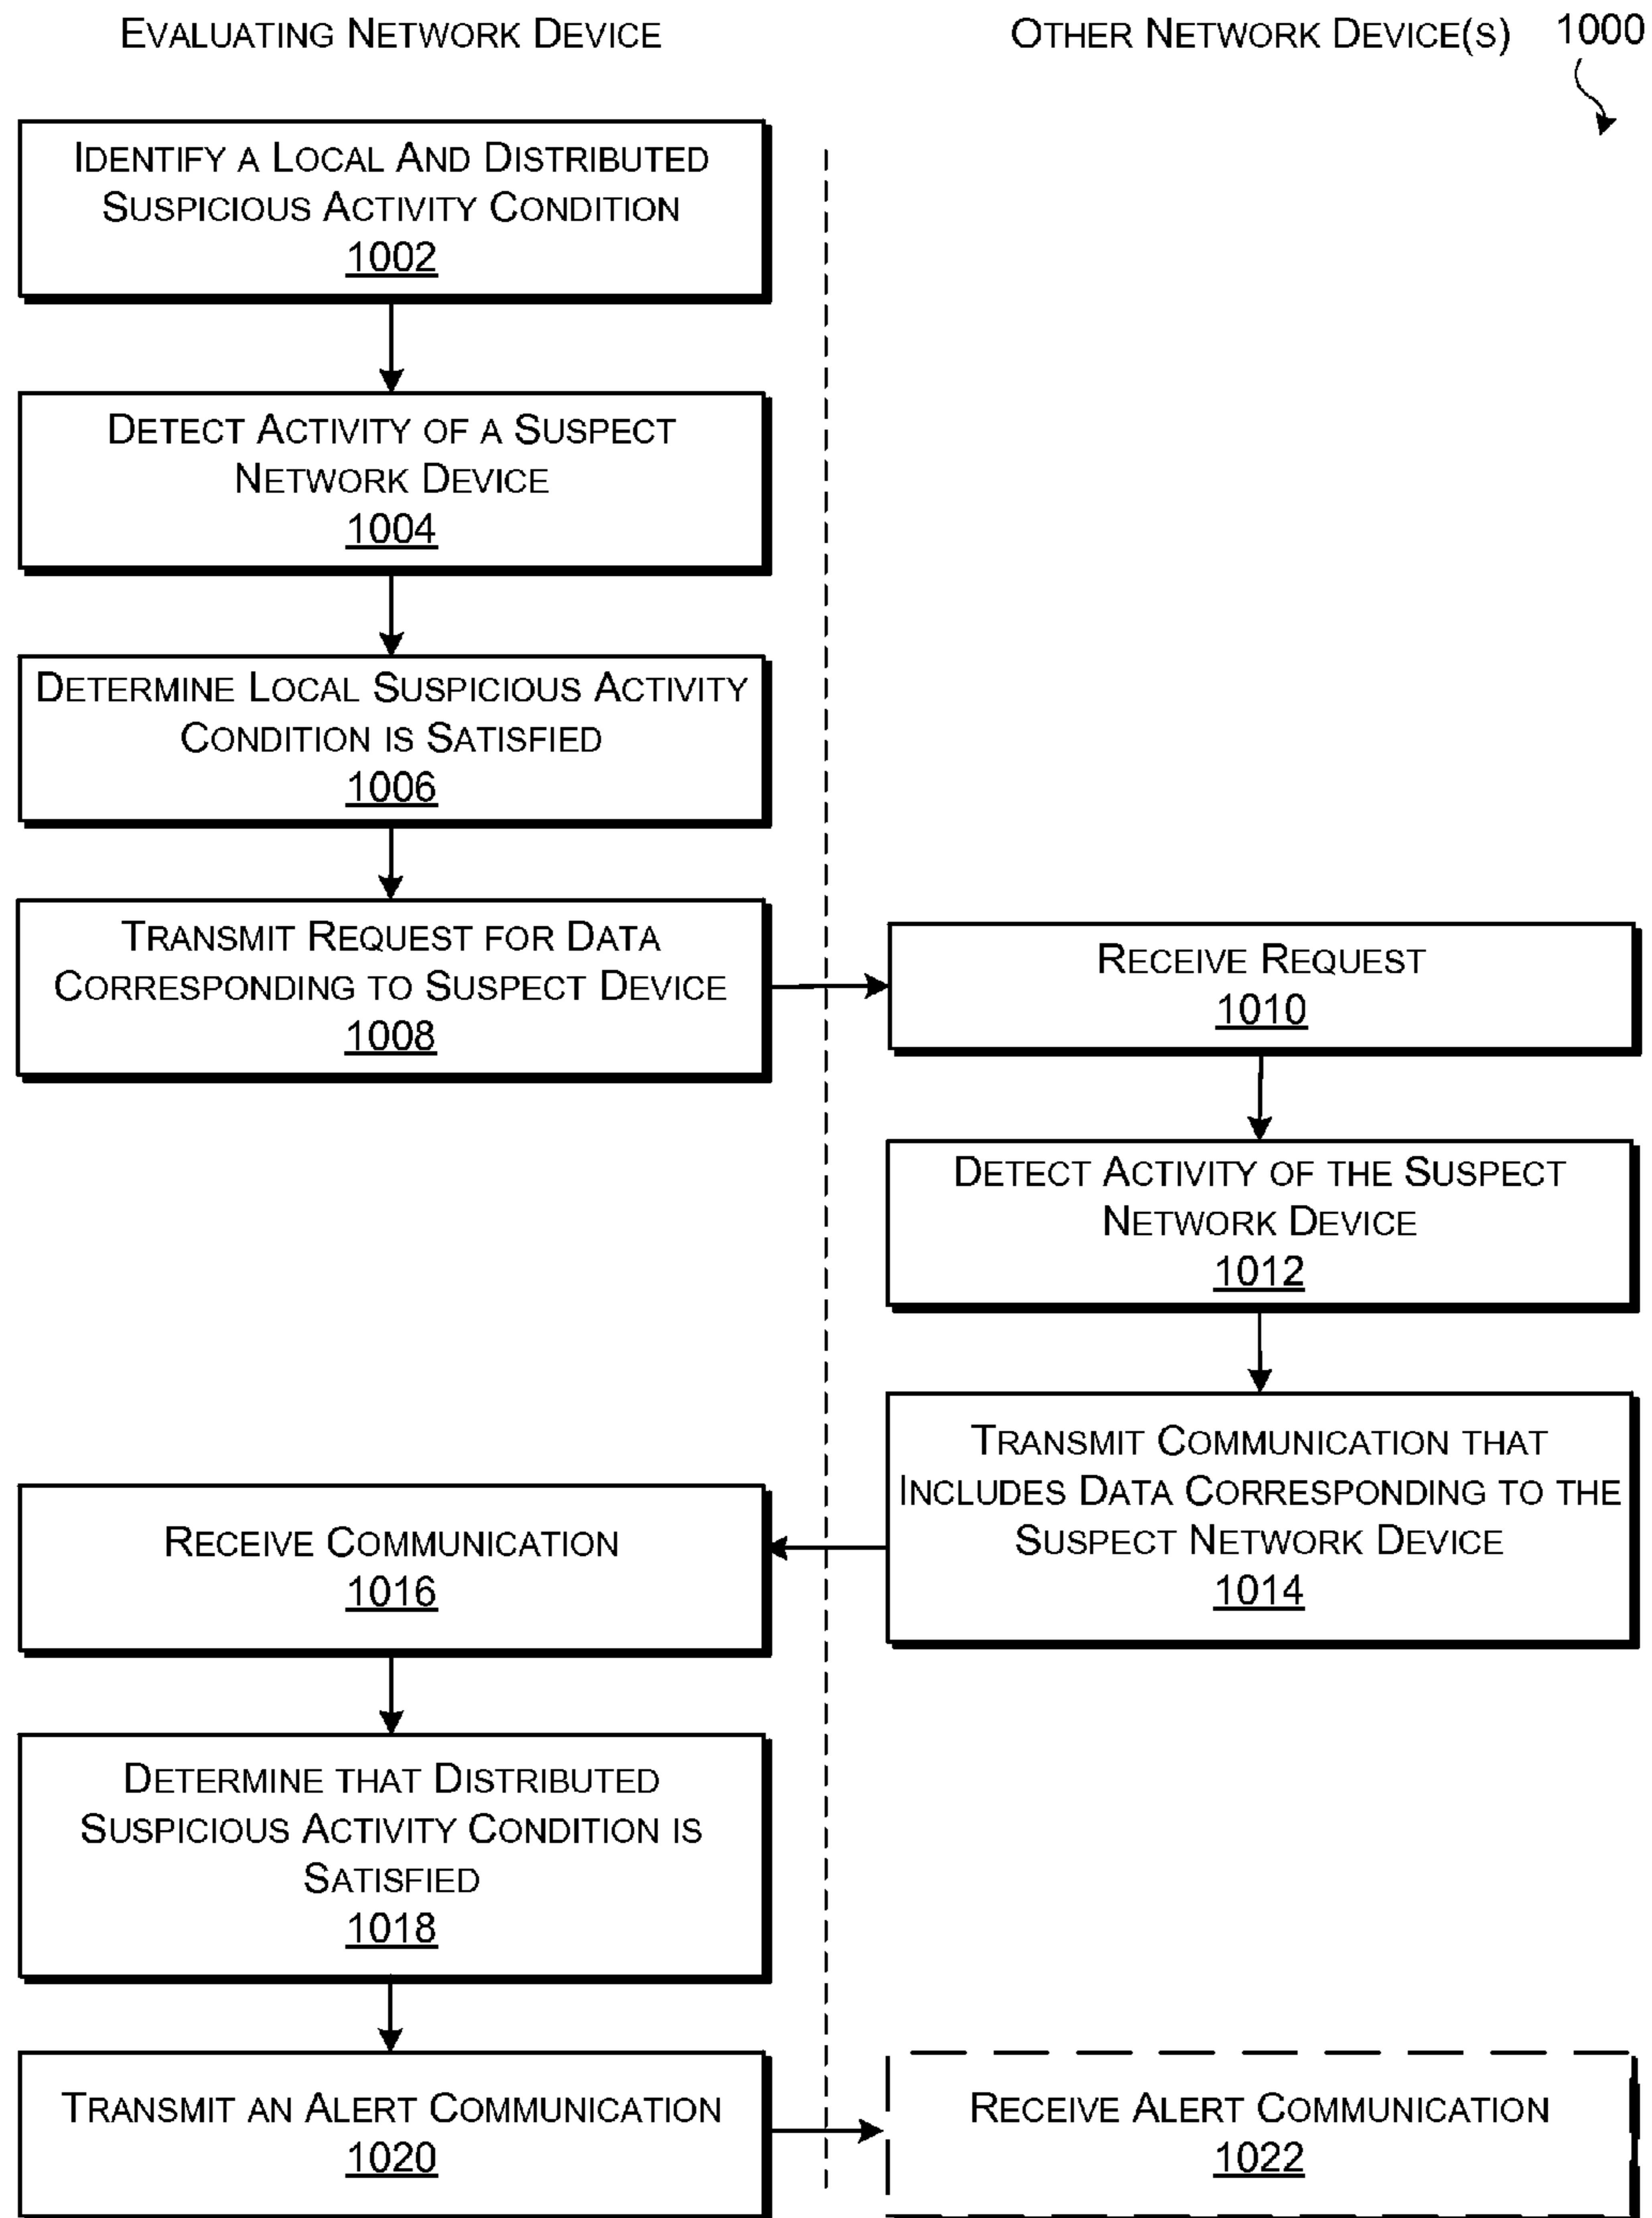 EVALUATING NETWORK DEVICE
OTHER NETWORK DEVICE(S)
1000
IDENTIFY A LOCAL AND DISTRIBUTED
SUSPICIOUS ACTIVITY CONDITION
1002
DETECT ACTIVITY OF A SUSPECT
NETWORK DEVICE
1004
DETERMINE LOCAL SUSPICIOUS ACTIVITY
CONDITION IS SATISFIED
1006
TRANSMIT REQUEST FOR DATA
CORRESPONDING TO SUSPECT DEVICE
1008
RECEIVE REQUEST
1010
DETECT ACTIVITY OF THE SUSPECT
NETWORK DEVICE
1012
TRANSMIT COMMUNICATION THAT
INCLUDES DATA CORRESPONDING TO THE
SUSPECT NETWORK DEVICE
1014
RECEIVE COMMUNICATION
1016
DETERMINE THAT DISTRIBUTED
SUSPICIOUS ACTIVITY CONDITION IS
SATISFIED
1018
TRANSMIT AN ALERT COMMUNICATION
1020
RECEIVE ALERT COMMUNICATION
1022